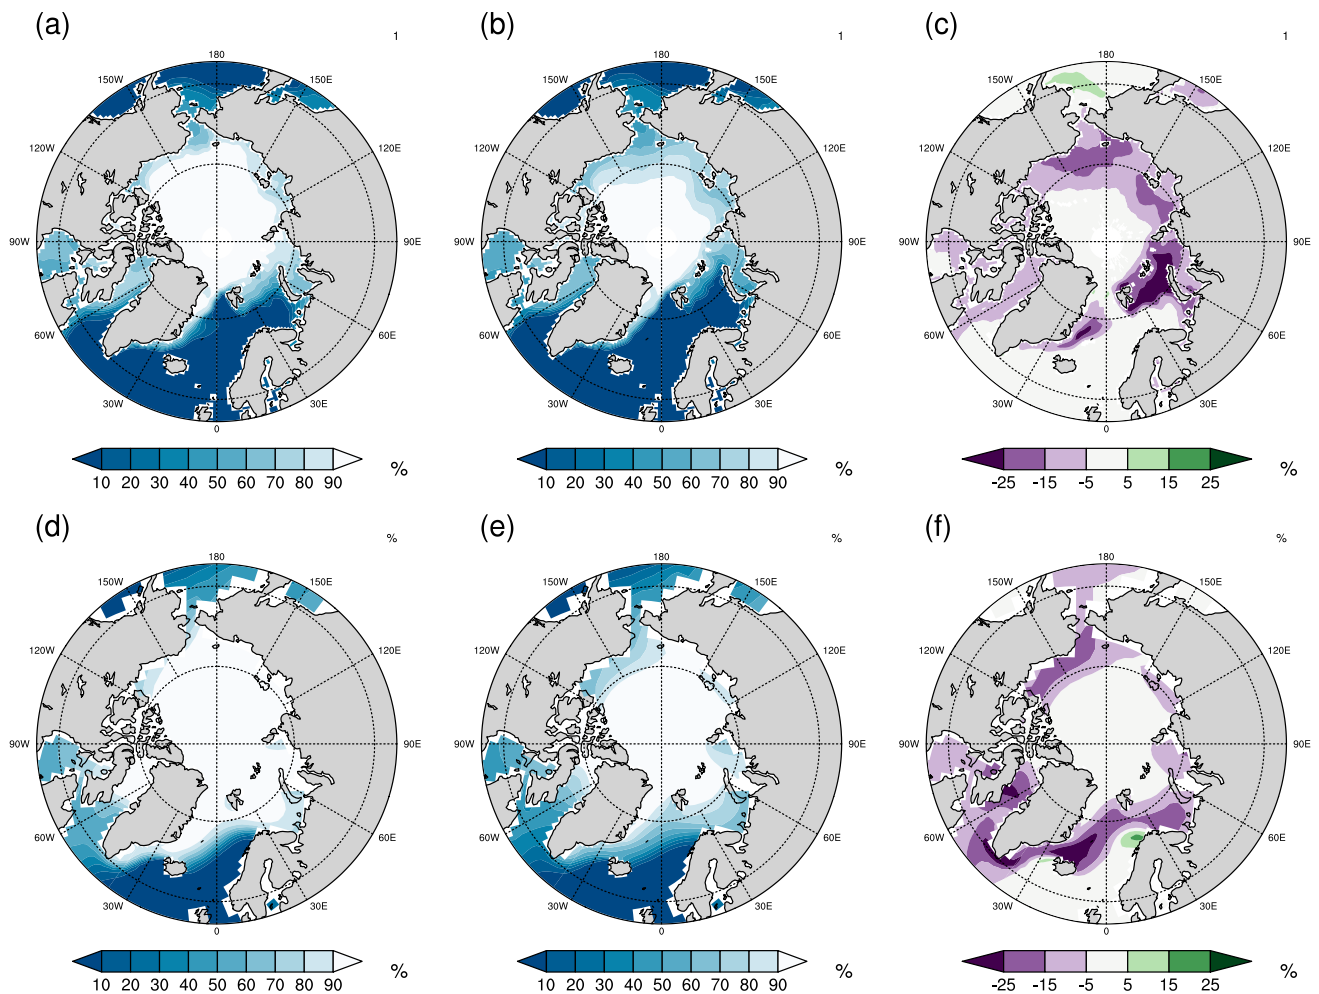 (a) (b) (c)
1 1 1
180 180 180
150W 150E 150W 150E 150W 150E
120W 120E 120W 120E 120W 120E
90W 90E 90W 90E 90W 90E
60W 60E 60W 60E 60W 60E
30W 30E 30W 30E 30W 30E
0 0 0
% % %
10 20 30 40 50 60 70 80 90 10 20 30 40 50 60 70 80 90 -25 -15 -5 5 15 25
(d) (e) (f)
% % %
180 180 180
150W 150E 150W 150E 150W 150E
120W 120E 120W 120E 120W 120E
90W 90E 90W 90E 90W 90E
60W 60E 60W 60E 60W 60E
30W 30E 30W 30E 30W 30E
0 0 0
% % %
10 20 30 40 50 60 70 80 90 10 20 30 40 50 60 70 80 90 -25 -15 -5 5 15 25